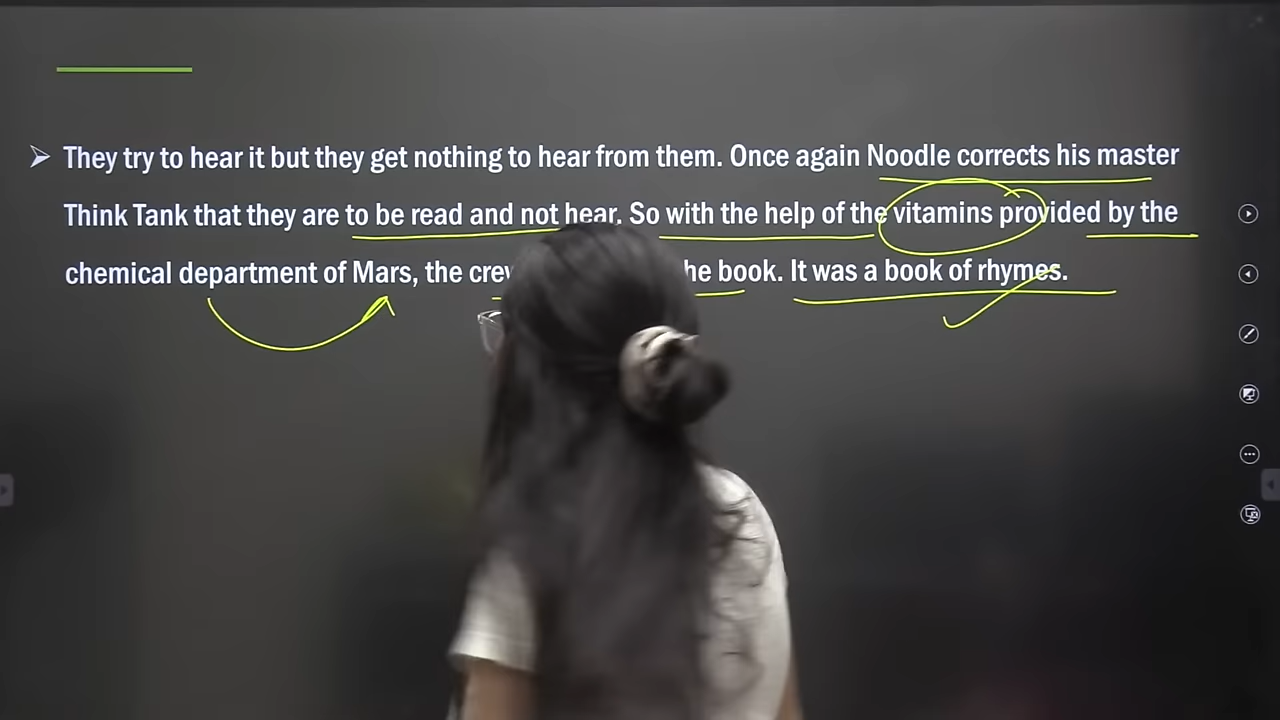 They try to hear it but they get nothing to hear from them. Once again Noodle corrects his master
Think Tank that they are to be read and not hear. So with the help of the vitamins provided by the
chemical department of Mars, the book. It was a book of rhymes.